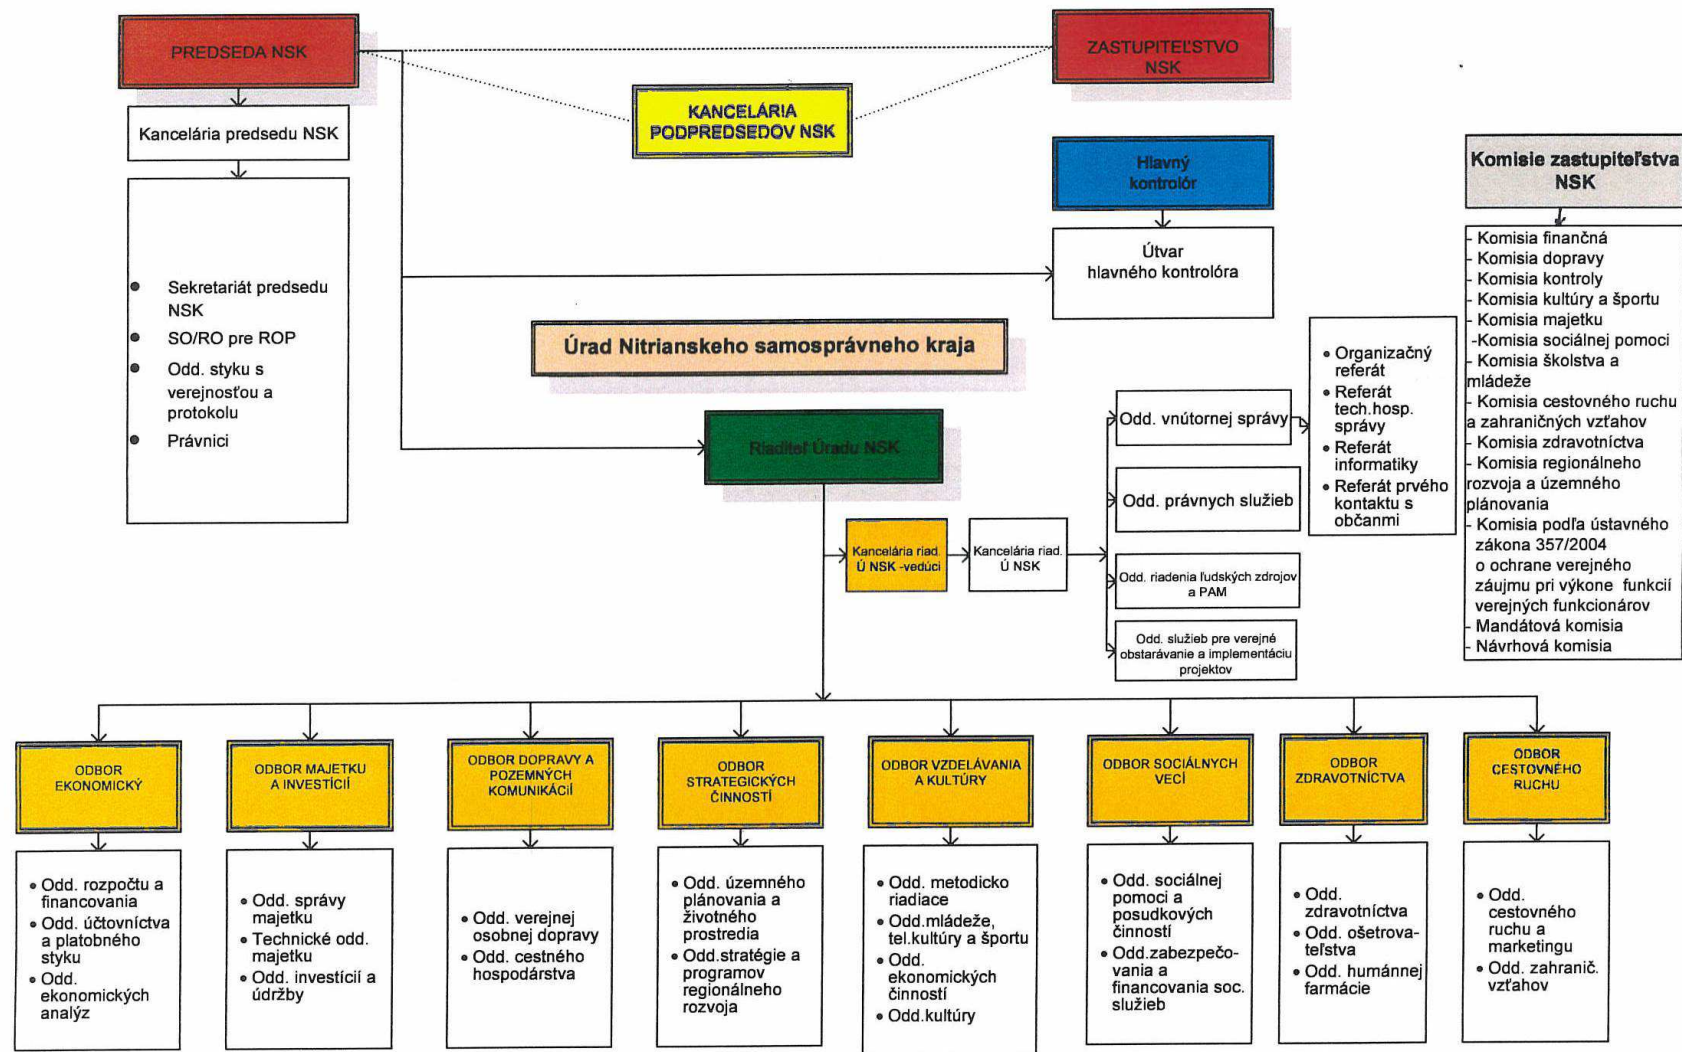 PREDSEDA NSK
ZASTUPITEĽSTVO
NSK
KANCELÁRIA
PODPREDSEDOV NSK
Kancelária predsedu NSK
Hlavný
kontrolór
Komisie zastupiteľstva
NSK
Útvar
hlavného kontrolóra
● Sekretariát predsedu
NSK
● SO/RO pre ROP
● Odd. styku s
verejnosťou a
protokolu
● Právnici
- Komisia finančná
- Komisia dopravy
- Komisia kontroly
- Komisia kultúry a športu
- Komisia majetku
-Komisia sociálnej pomoci
- Komisia školstva a
mládeže
- Komisia cestovného ruchu
a zahraničných vzťahov
- Komisia zdravotníctva
- Komisia regionálneho
rozvoja a územného
plánovania
- Komisia podľa ústavného
zákona 357/2004
o ochrane verejného
záujmu pri výkone funkcií
verejných funkcionárov
- Mandátová komisia
- Návrhová komisia
Úrad Nitrianskeho samosprávneho kraja
Riaditeľ Úradu NSK
Kancelária riad.
Ú NSK -vedúci
Kancelária riad.
Ú NSK
Odd. vnútornej správy
Odd. právnych služieb
Odd. riadenia ľudských zdrojov
a PAM
Odd. služieb pre verejné
obstarávanie a implementáciu
projektov
● Organizačný
referát
● Referát
tech.hosp.
správy
● Referát
informatiky
● Referát prvého
kontaktu s
občanmi
ODBOR
EKONOMICKÝ
ODBOR MAJETKU
A INVESTÍCIÍ
ODBOR DOPRAVY A
POZEMNÝCH
KOMUNIKÁCIÍ
ODBOR
STRATEGICKÝCH
ČINNOSTÍ
ODBOR VZDELÁVANIA
A KULTÚRY
ODBOR SOCIÁLNYCH
VECÍ
ODBOR
ZDRAVOTNÍCTVA
ODBOR
CESTOVNÉHO
RUCHU
● Odd. rozpočtu a
financovania
● Odd. účtovníctva
a platobného
styku
● Odd.
ekonomických
analýz
● Odd. správy
majetku
● Technické odd.
majetku
● Odd. investícií a
údržby
● Odd. verejnej
osobnej dopravy
● Odd. cestného
hospodárstva
● Odd. územného
plánovania a
životného
prostredia
● Odd.stratégie a
programov
regionálneho
rozvoja
● Odd. metodicko
riadiace
● Odd.mládeže,
tel.kultúry a športu
● Odd.
ekonomických
činností
● Odd.kultúry
● Odd. sociálnej
pomoci a
posudkových
činností
● Odd.zabezpečo-
vania a
financovania soc.
služieb
● Odd.
zdravotníctva
● Odd. ošetrova-
teľstva
● Odd. humánnej
farmácie
● Odd.
cestovného
ruchu a
marketingu
● Odd. zahranič.
vzťahov